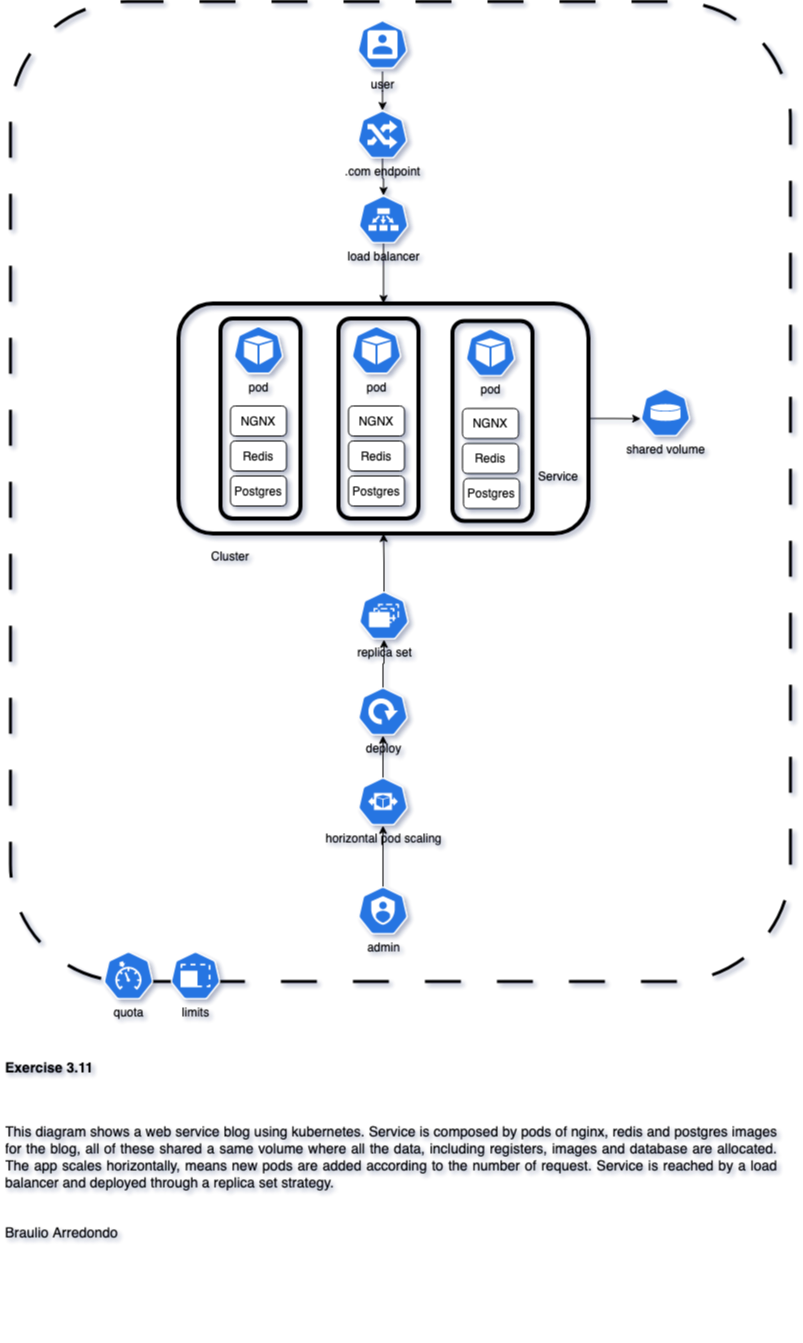 user
.com endpoint
load balancer
pod
pod
pod
NGNX
NGNX
NGNX
Redis
Redis
Redis
Postgres
Postgres
Postgres
Service
shared volume
Cluster
replica set
deploy
horizontal pod scaling
admin
quota
limits
Exercise 3.11
This diagram shows a web service blog using kubernetes. Service is composed by pods of nginx, redis and postgres images
for the blog, all of these shared a same volume where all the data, including registers, images and database are allocated.
The app scales horizontally, means new pods are added according to the number of request. Service is reached by a load
balancer and deployed through a replica set strategy.
Braulio Arredondo